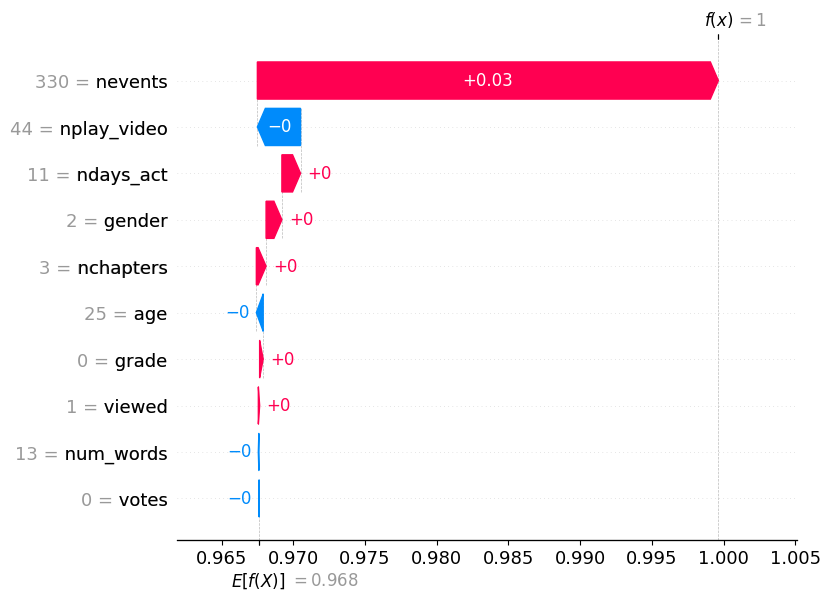 f(x) = 1
330 = nevents
+0.03
44 = nplay_video
−0
11 = ndays_act
+0
2 = gender
+0
3 = nchapters
+0
25 = age
−0
0 = grade
+0
1 = viewed
+0
13 = num_words
−0
0 = votes
−0
0.965 0.970 0.975 0.980 0.985 0.990 0.995 1.000 1.005
E[f(X)] = 0.968